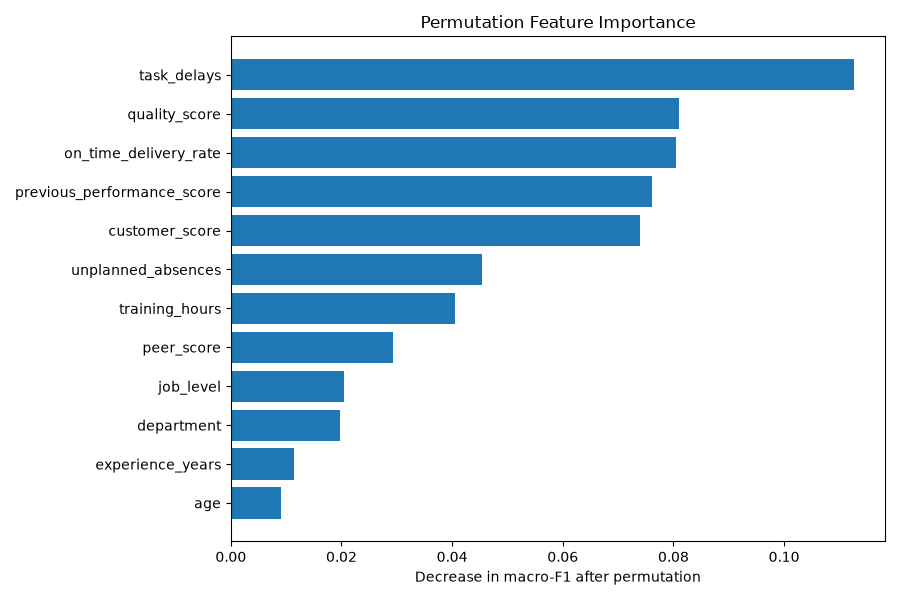 Permutation Feature Importance
task_delays
quality_score
on_time_delivery_rate
previous_performance_score
customer_score
unplanned_absences
training_hours
peer_score
job_level
department
experience_years
age
0.00 0.02 0.04 0.06 0.08 0.10
Decrease in macro-F1 after permutation